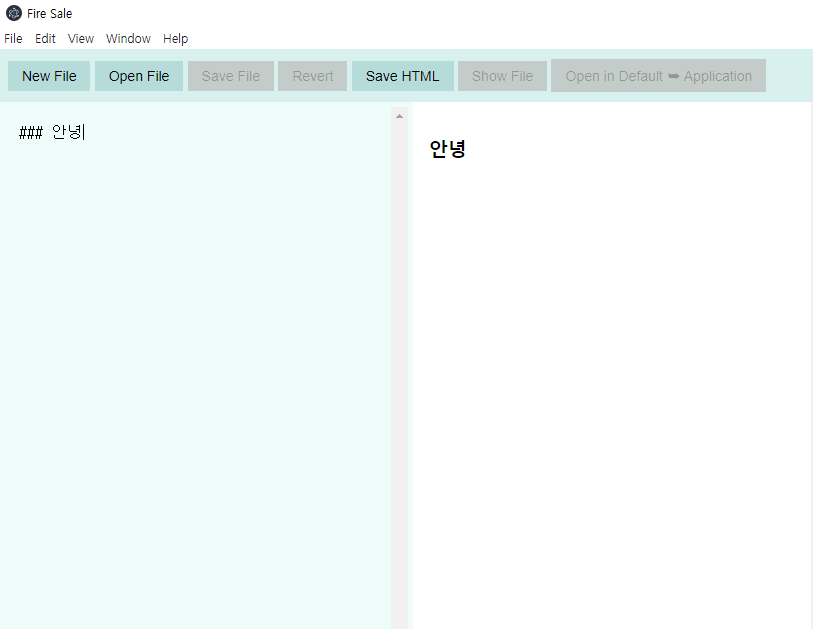 Fire Sale
File Edit View Window Help
New File Open File Save File Revert Save HTML Show File Open in Default ➥ Application
### 안녕
안녕